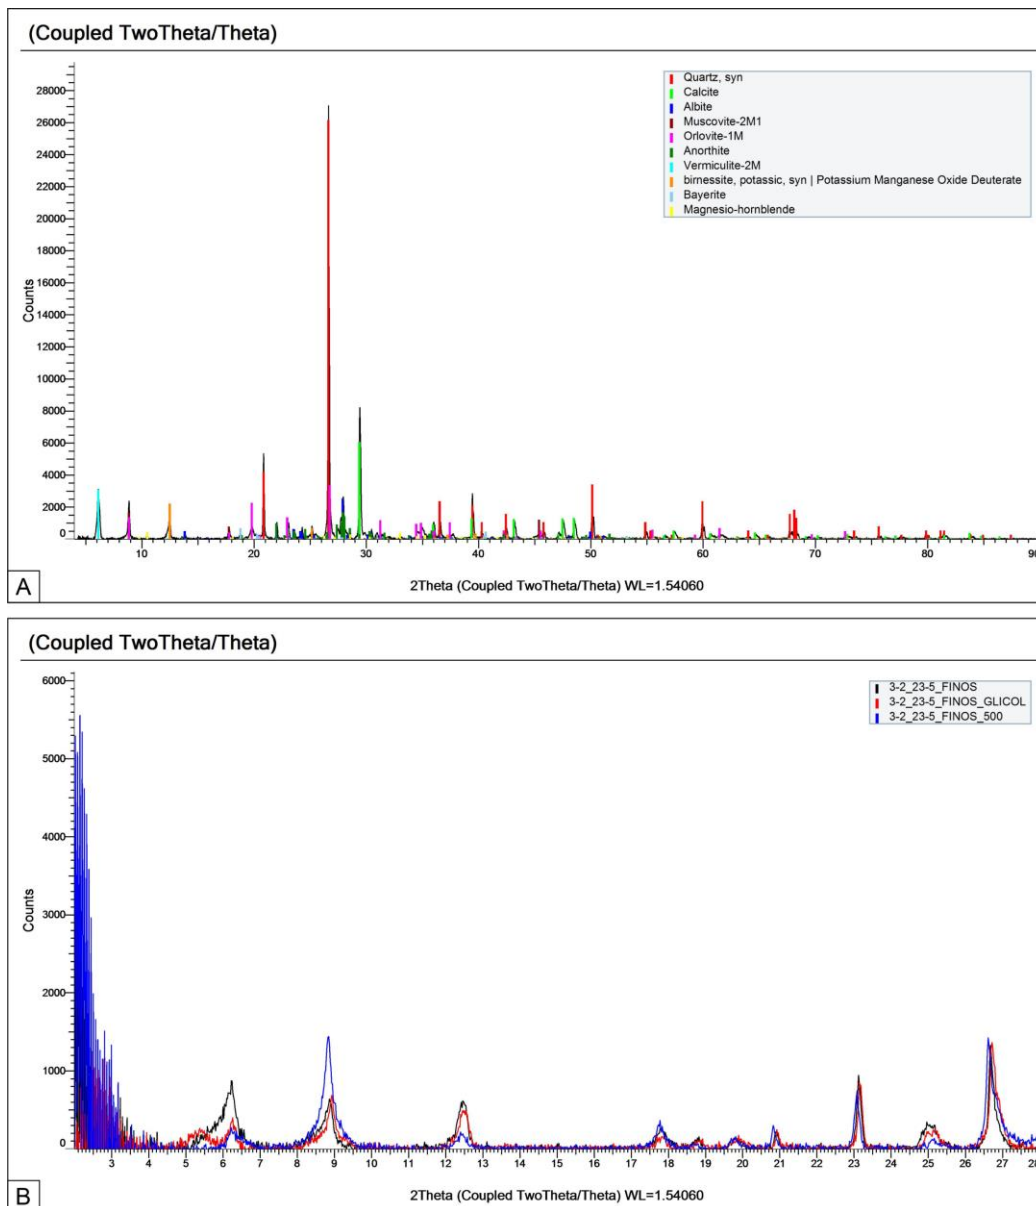 (Coupled TwoTheta/Theta)
28000
26000
24000
22000
20000
18000
16000
14000
12000
10000
8000
6000
4000
2000
0
Counts
Quartz, syn
Calcite
Albite
Muscovite-2M1
Orlovite-1M
Anorthite
Vermiculite-2M
birnessite, potassic, syn | Potassium Manganese Oxide Deuterate
Bayerite
Magnesio-hornblende
10 20 30 40 50 60 70 80 90
2Theta (Coupled TwoTheta/Theta) WL=1.54060
A
(Coupled TwoTheta/Theta)
6000
5000
4000
3000
2000
1000
0
Counts
3-2_23-5_FINOS
3-2_23-5_FINOS_GLICOL
3-2_23-5_FINOS_500
3 4 5 6 7 8 9 10 11 12 13 14 15 16 17 18 19 20 21 22 23 24 25 26 27 28
2Theta (Coupled TwoTheta/Theta) WL=1.54060
B